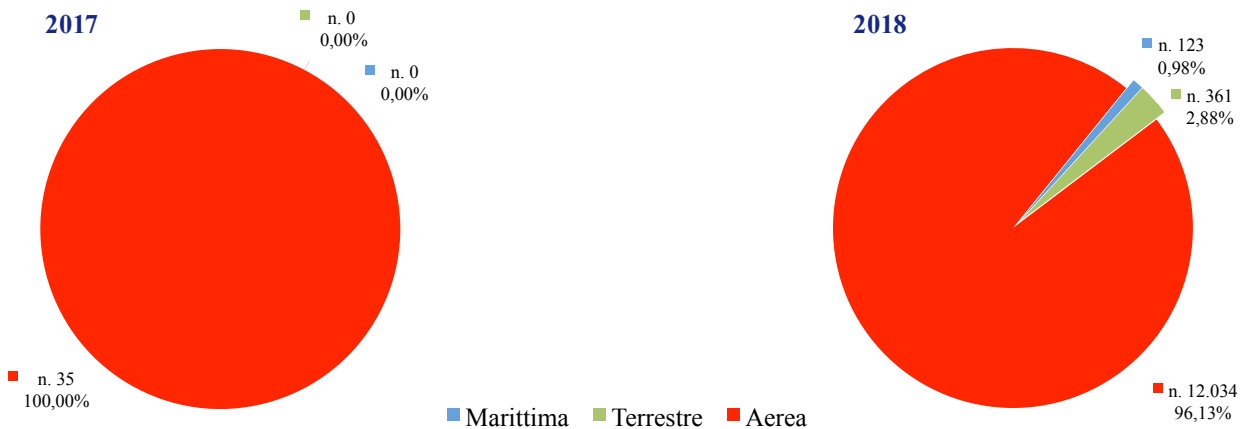 2017
n. 0
0,00%
n. 0
0,00%
n. 35
100,00%
2018
n. 123
0,98%
n. 361
2,88%
n. 12.034
96,13%
Marittima Terrestre Aerea